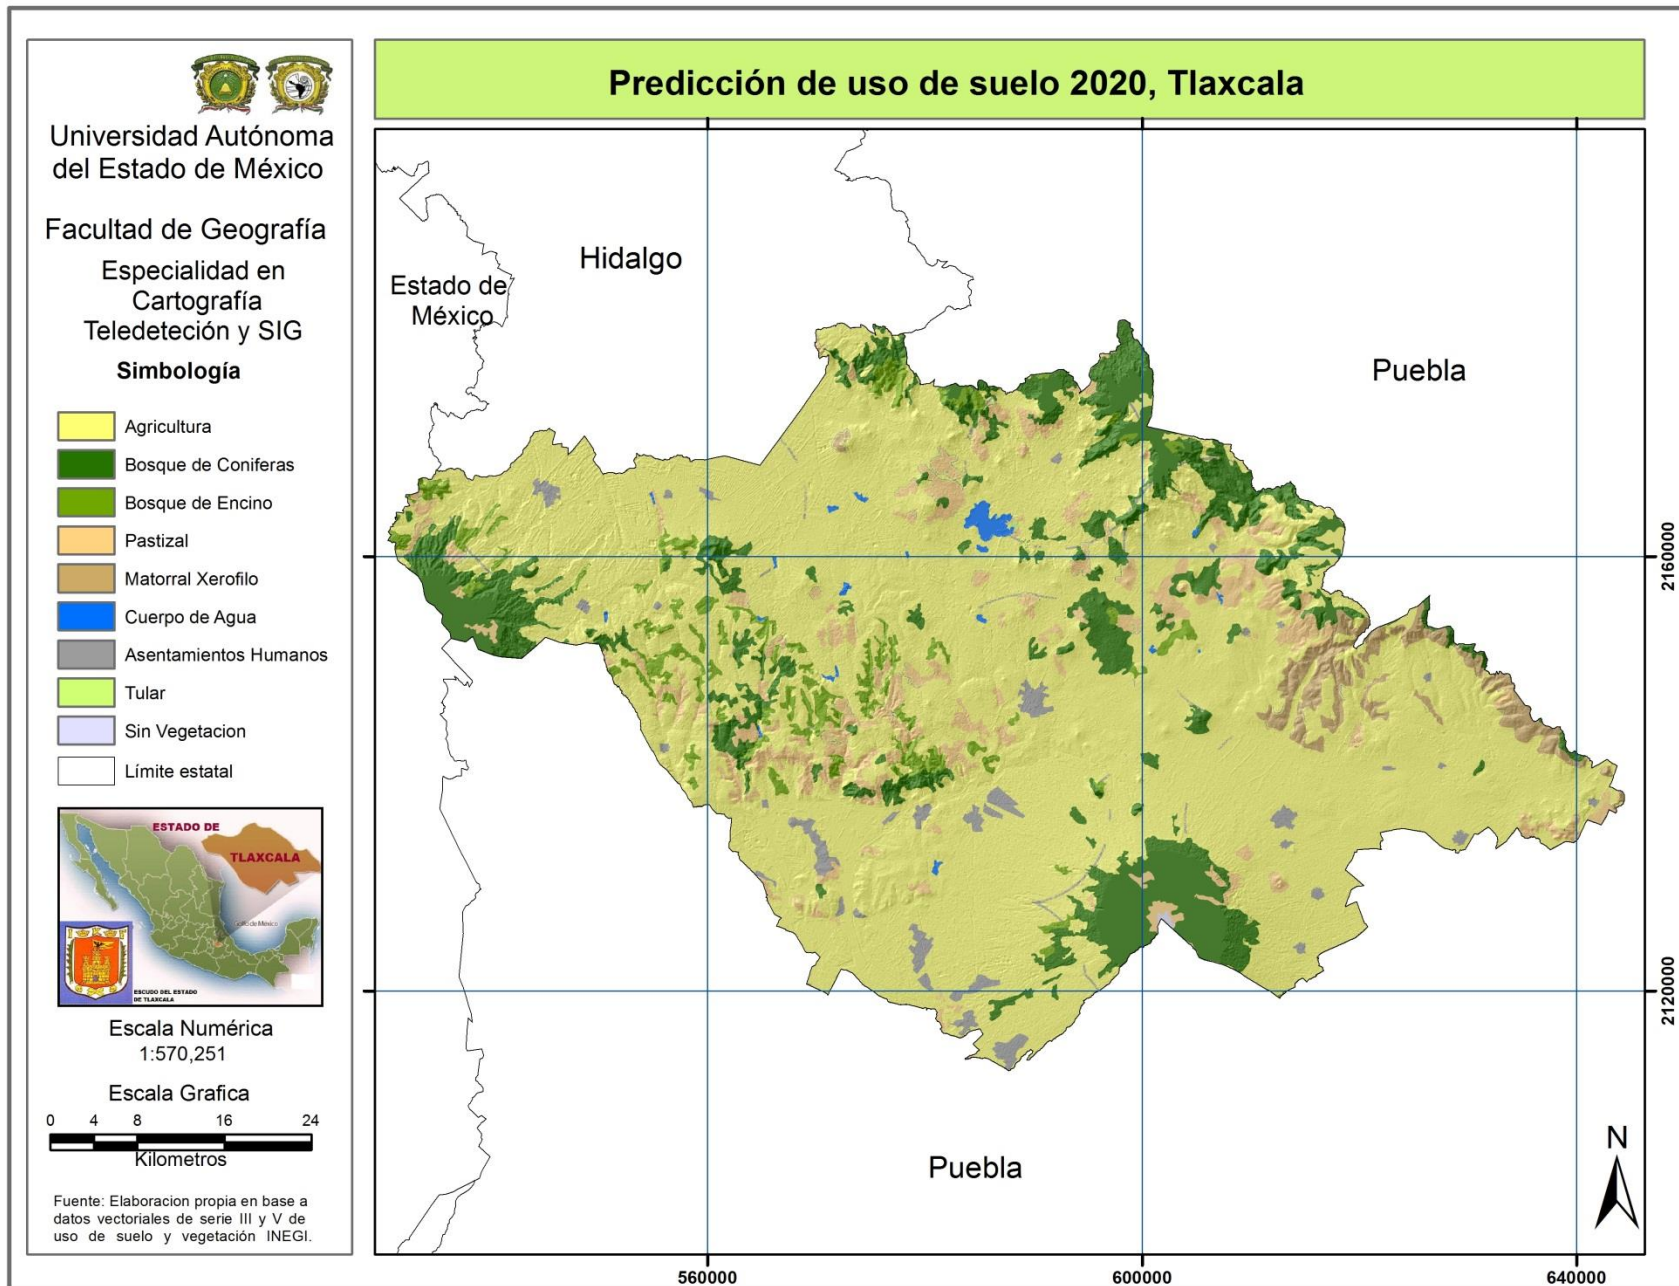 Predicción de uso de suelo 2020, Tlaxcala
Universidad Autónoma
del Estado de México
Facultad de Geografía
Especialidad en
Cartografía
Teledeteción y SIG
Simbología
Agricultura
Bosque de Coniferas
Bosque de Encino
Pastizal
Matorral Xerofilo
Cuerpo de Agua
Asentamientos Humanos
Tular
Sin Vegetacion
Límite estatal
ESTADO DE
TLAXCALA
Golfo de México
ESCUDO DEL ESTADO
DE TLAXCALA
Escala Numérica
1:570,251
Escala Grafica
0 4 8 16 24
Kilometros
Fuente: Elaboracion propia en base a
datos vectoriales de serie III y V de
uso de suelo y vegetación INEGI.
Hidalgo
Estado de
México
Puebla
Puebla
N
2160000
2120000
560000
600000
640000